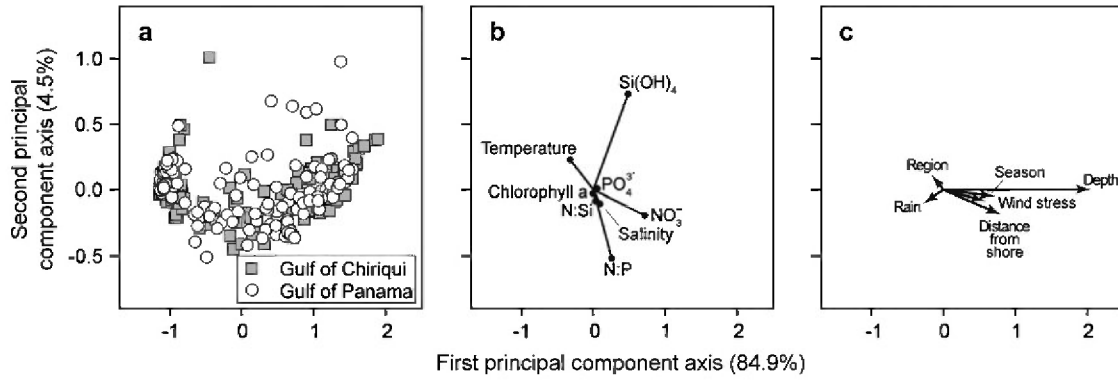 Second principal
component axis (4.5%)
a
1.0
0.5
0.0
-0.5
-1
0
1
2
Gulf of Chiriqui
Gulf of Panama
b
Si(OH)₄
Temperature
PO₄³⁻
Chlorophyll a
N:Si
NO₃⁻
Salinity
N:P
-1
0
1
2
c
Region
Season
Depth
Rain
Wind stress
Distance
from
shore
-1
0
1
2
First principal component axis (84.9%)